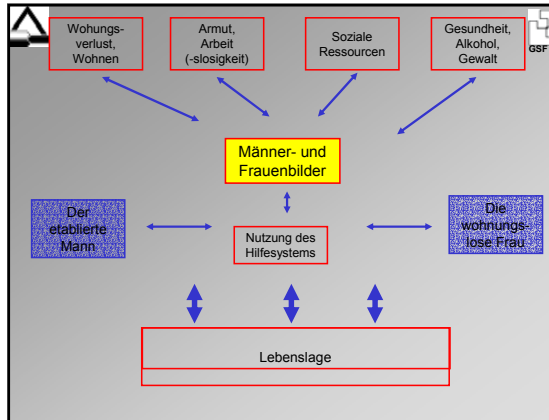 Wohungs-
verlust,
Wohnen
Armut,
Arbeit
(-slosigkeit)
Soziale
Ressourcen
Gesundheit,
Alkohol,
Gewalt
GSF
Männer- und
Frauenbilder
Der
etablierte
Mann
Nutzung des
Hilfesystems
Die
wohnungs-
lose Frau
Lebenslage